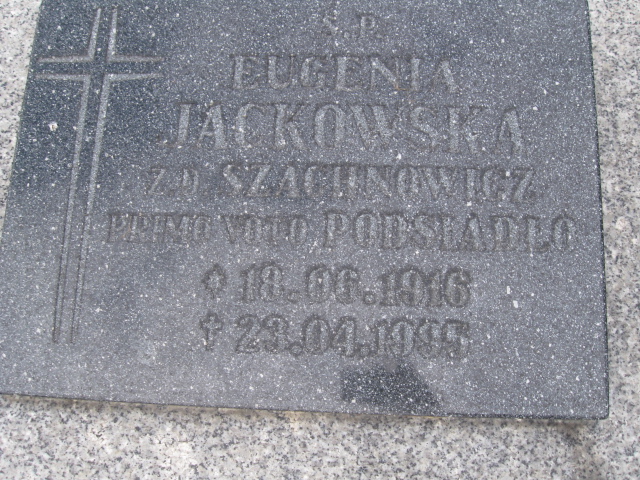 Ś.P.
EUGENIA
JACKOWSKA
Z.D. SZACHNOWICZ
PRIMO VOTO PODSIADŁO
18.06.1916
† 23.04.1995